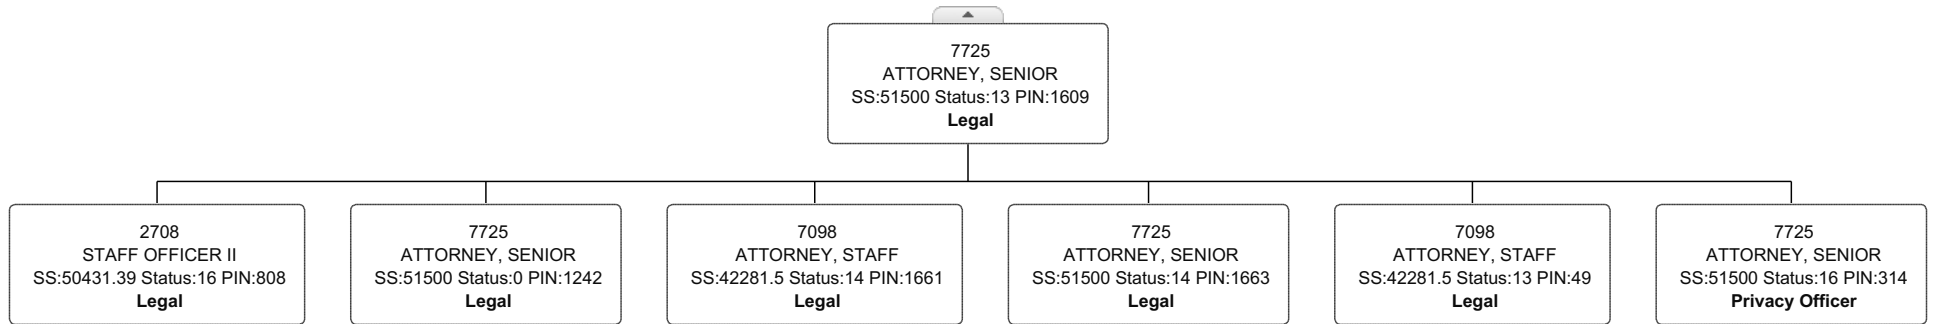 7725
ATTORNEY, SENIOR
SS:51500 Status:13 PIN:1609
Legal
2708
STAFF OFFICER II
SS:50431.39 Status:16 PIN:808
Legal
7725
ATTORNEY, SENIOR
SS:51500 Status:0 PIN:1242
Legal
7098
ATTORNEY, STAFF
SS:42281.5 Status:14 PIN:1661
Legal
7725
ATTORNEY, SENIOR
SS:51500 Status:14 PIN:1663
Legal
7098
ATTORNEY, STAFF
SS:42281.5 Status:13 PIN:49
Legal
7725
ATTORNEY, SENIOR
SS:51500 Status:16 PIN:314
Privacy Officer